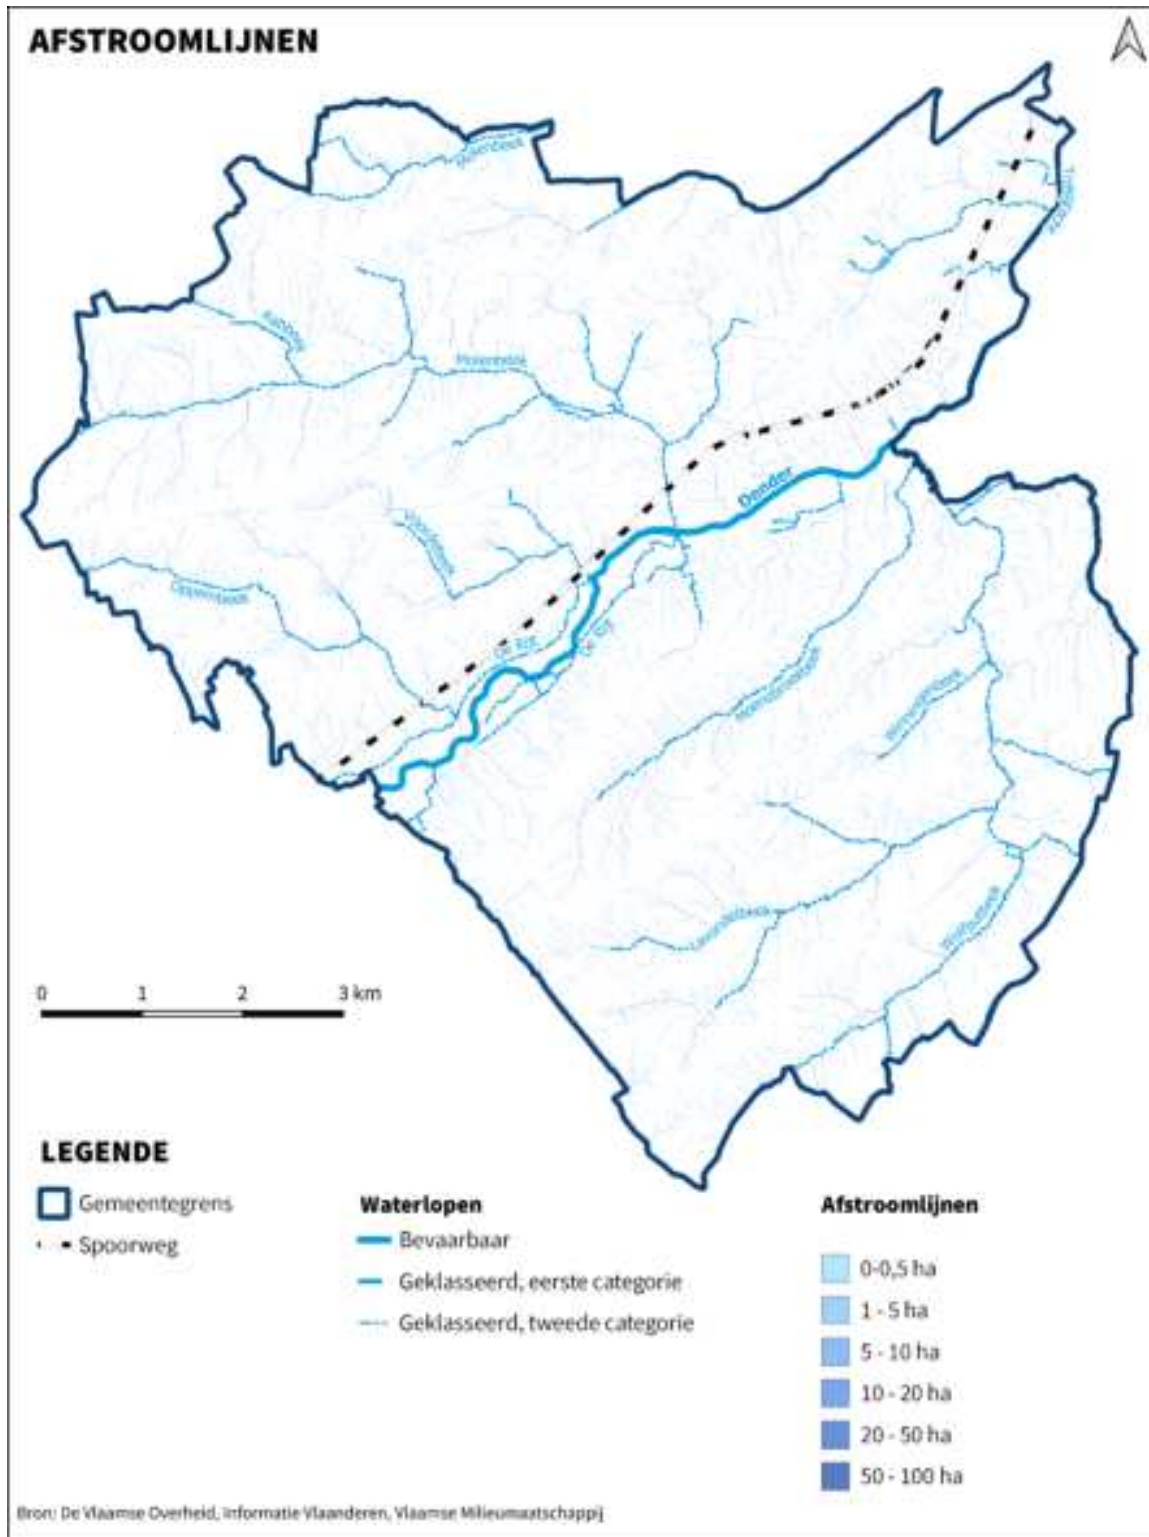 AFSTROOMLIJNEN
Molenbeek
Molenbeek
Dender
0 1 2 3 km
LEGENDE
Gemeentegrens
Spoorweg
Waterlopen
Bevaarbaar
Geklasseerd, eerste categorie
Geklasseerd, tweede categorie
Afstroomlijnen
0-0,5 ha
1 - 5 ha
5 - 10 ha
10 - 20 ha
20 - 50 ha
50 - 100 ha
Bron: De Vlaamse Overheid, Informatie Vlaanderen, Vlaamse Milieumaatschappij